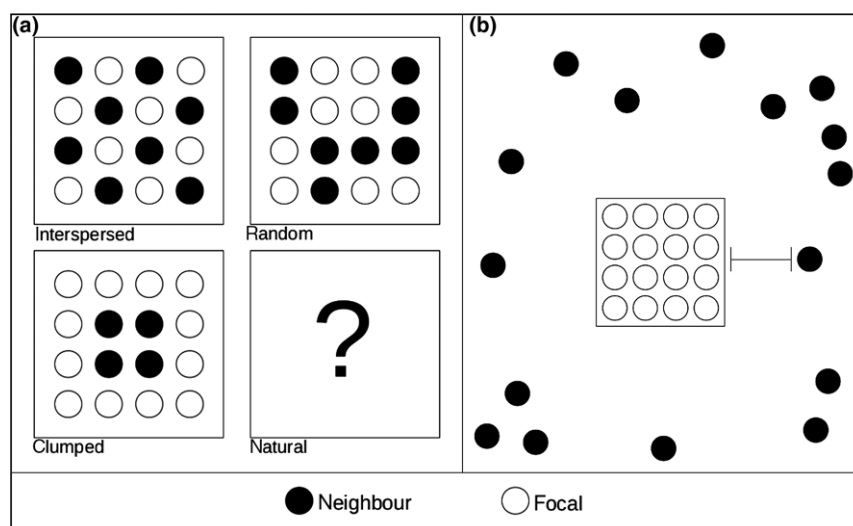 (a)
(b)
Interspersed
Random
?
Clumped
Natural
Neighbour
Focal